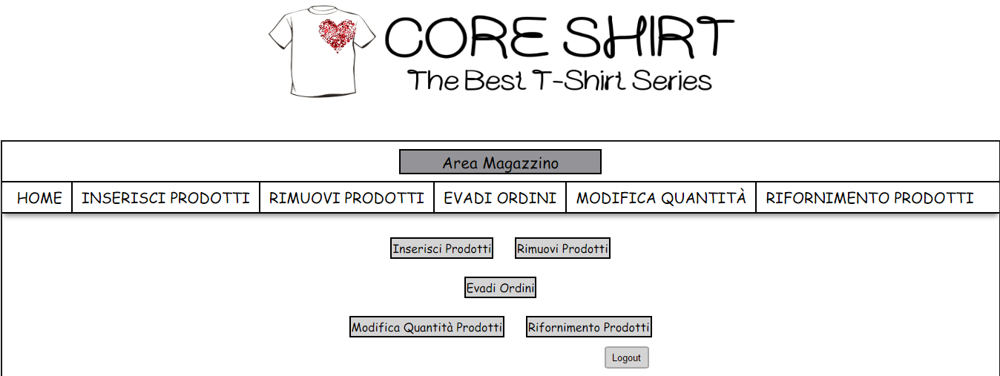 CORE SHIRT
The Best T-Shirt Series
Area Magazzino
HOME INSERISCI PRODOTTI RIMUOVI PRODOTTI EVADI ORDINI MODIFICA QUANTITÀ RIFORNIMENTO PRODOTTI
Inserisci Prodotti Rimuovi Prodotti
Evadi Ordini
Modifica Quantità Prodotti Rifornimento Prodotti
Logout